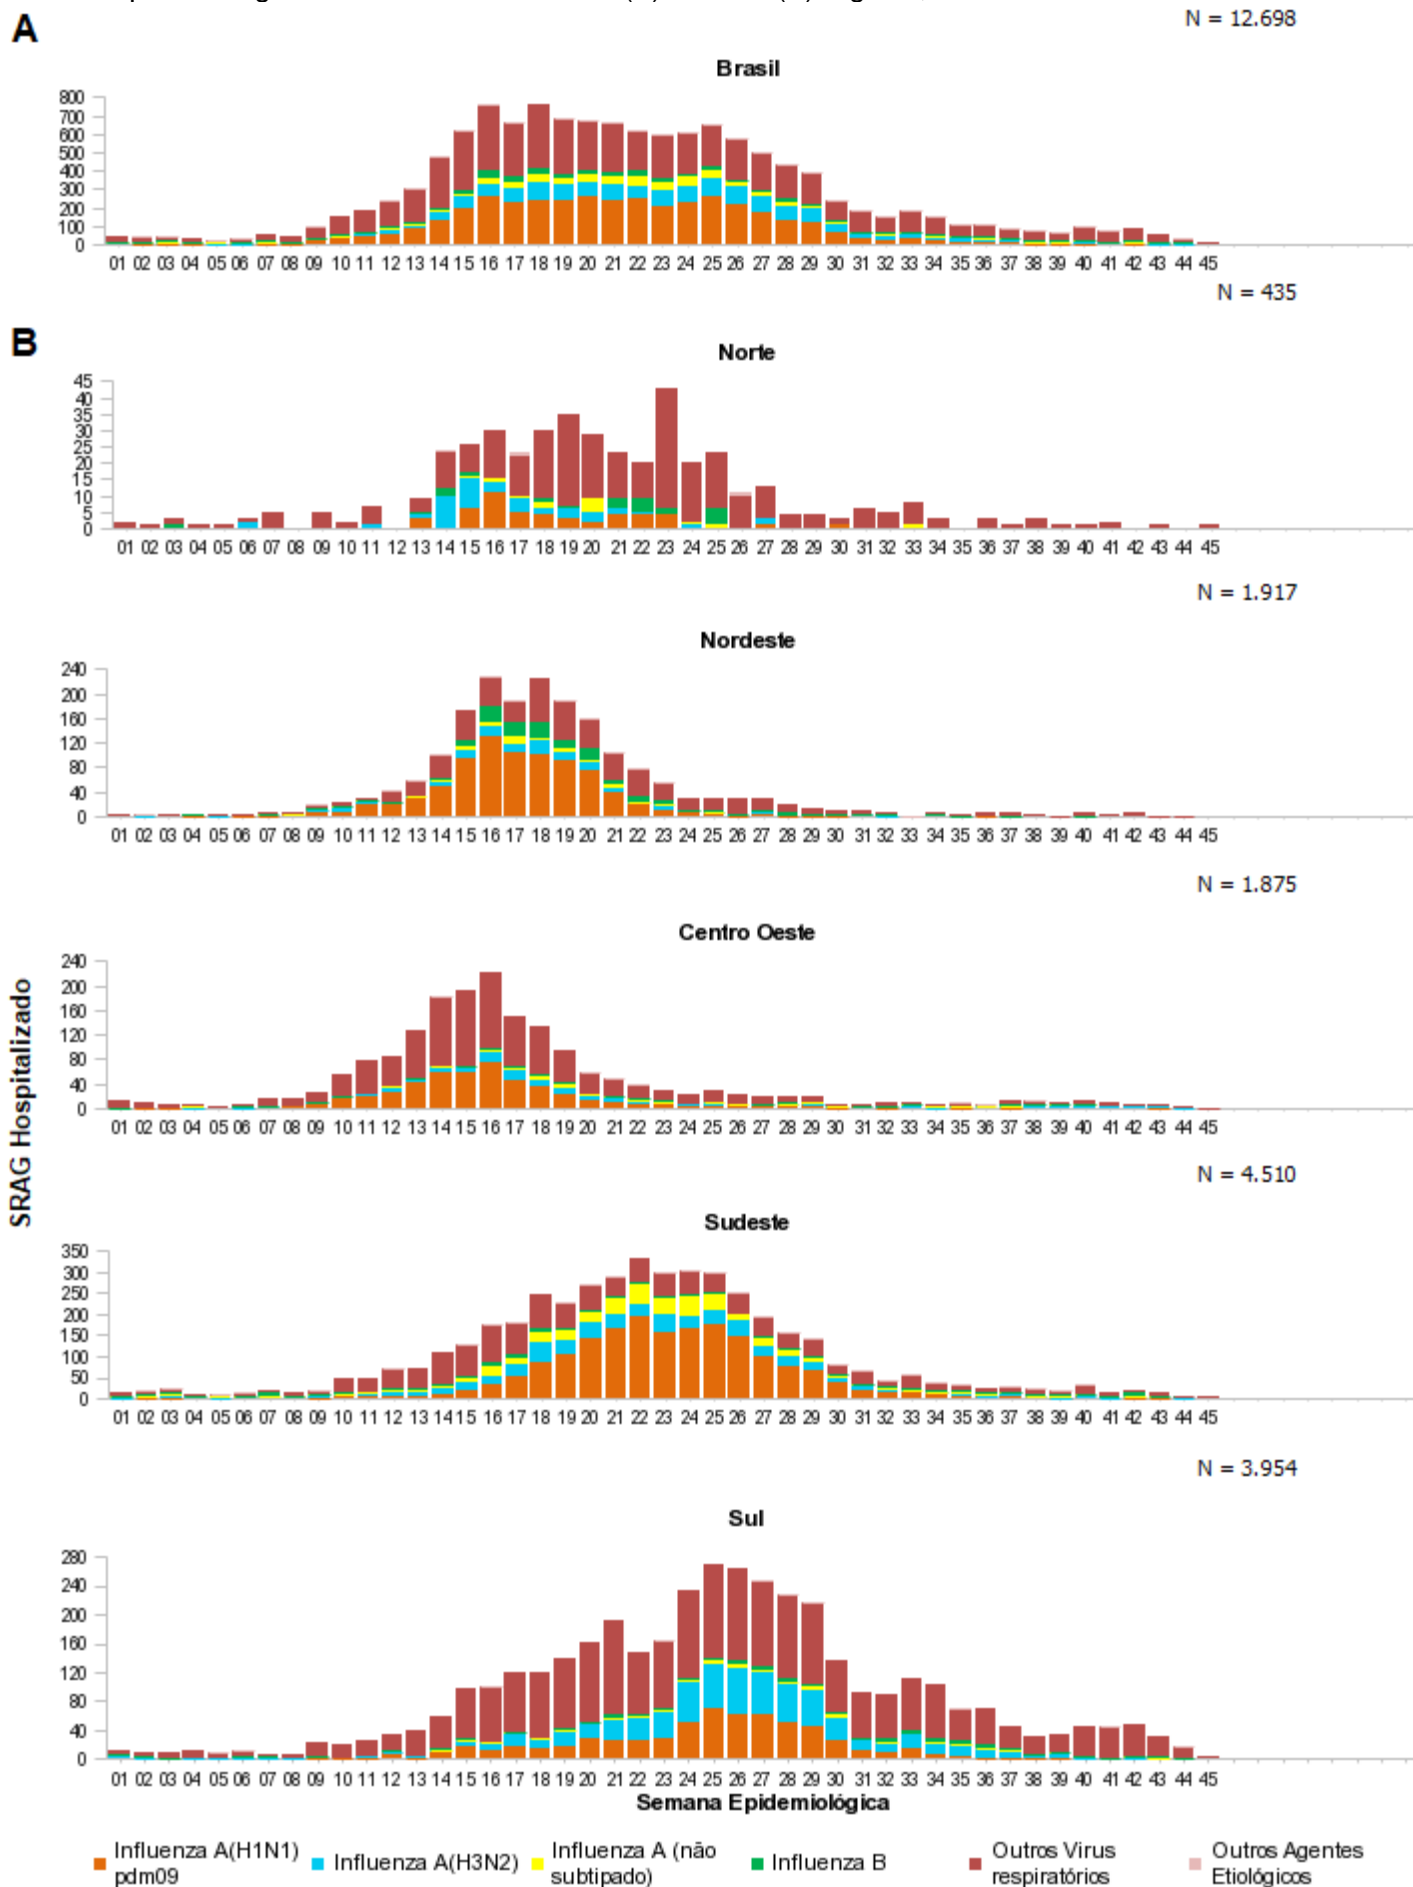 N = 12.698
A
Brasil
800
700
600
500
400
300
200
100
0
01 02 03 04 05 06 07 08 09 10 11 12 13 14 15 16 17 18 19 20 21 22 23 24 25 26 27 28 29 30 31 32 33 34 35 36 37 38 39 40 41 42 43 44 45
N = 435
B
Norte
45
40
35
30
25
20
15
10
5
0
01 02 03 04 05 06 07 08 09 10 11 12 13 14 15 16 17 18 19 20 21 22 23 24 25 26 27 28 29 30 31 32 33 34 35 36 37 38 39 40 41 42 43 44 45
N = 1.917
Nordeste
240
200
160
120
80
40
0
01 02 03 04 05 06 07 08 09 10 11 12 13 14 15 16 17 18 19 20 21 22 23 24 25 26 27 28 29 30 31 32 33 34 35 36 37 38 39 40 41 42 43 44 45
N = 1.875
Centro Oeste
240
200
160
120
80
40
0
01 02 03 04 05 06 07 08 09 10 11 12 13 14 15 16 17 18 19 20 21 22 23 24 25 26 27 28 29 30 31 32 33 34 35 36 37 38 39 40 41 42 43 44 45
SRAG Hospitalizado
N = 4.510
Sudeste
350
300
250
200
150
100
50
0
01 02 03 04 05 06 07 08 09 10 11 12 13 14 15 16 17 18 19 20 21 22 23 24 25 26 27 28 29 30 31 32 33 34 35 36 37 38 39 40 41 42 43 44 45
N = 3.954
Sul
280
240
200
160
120
80
40
0
01 02 03 04 05 06 07 08 09 10 11 12 13 14 15 16 17 18 19 20 21 22 23 24 25 26 27 28 29 30 31 32 33 34 35 36 37 38 39 40 41 42 43 44 45
Semana Epidemiológica
Influenza A(H1N1)
pdm09
Influenza A(H3N2)
Influenza A (não
subtipado)
Influenza B
Outros Virus
respiratórios
Outros Agentes
Etiológicos